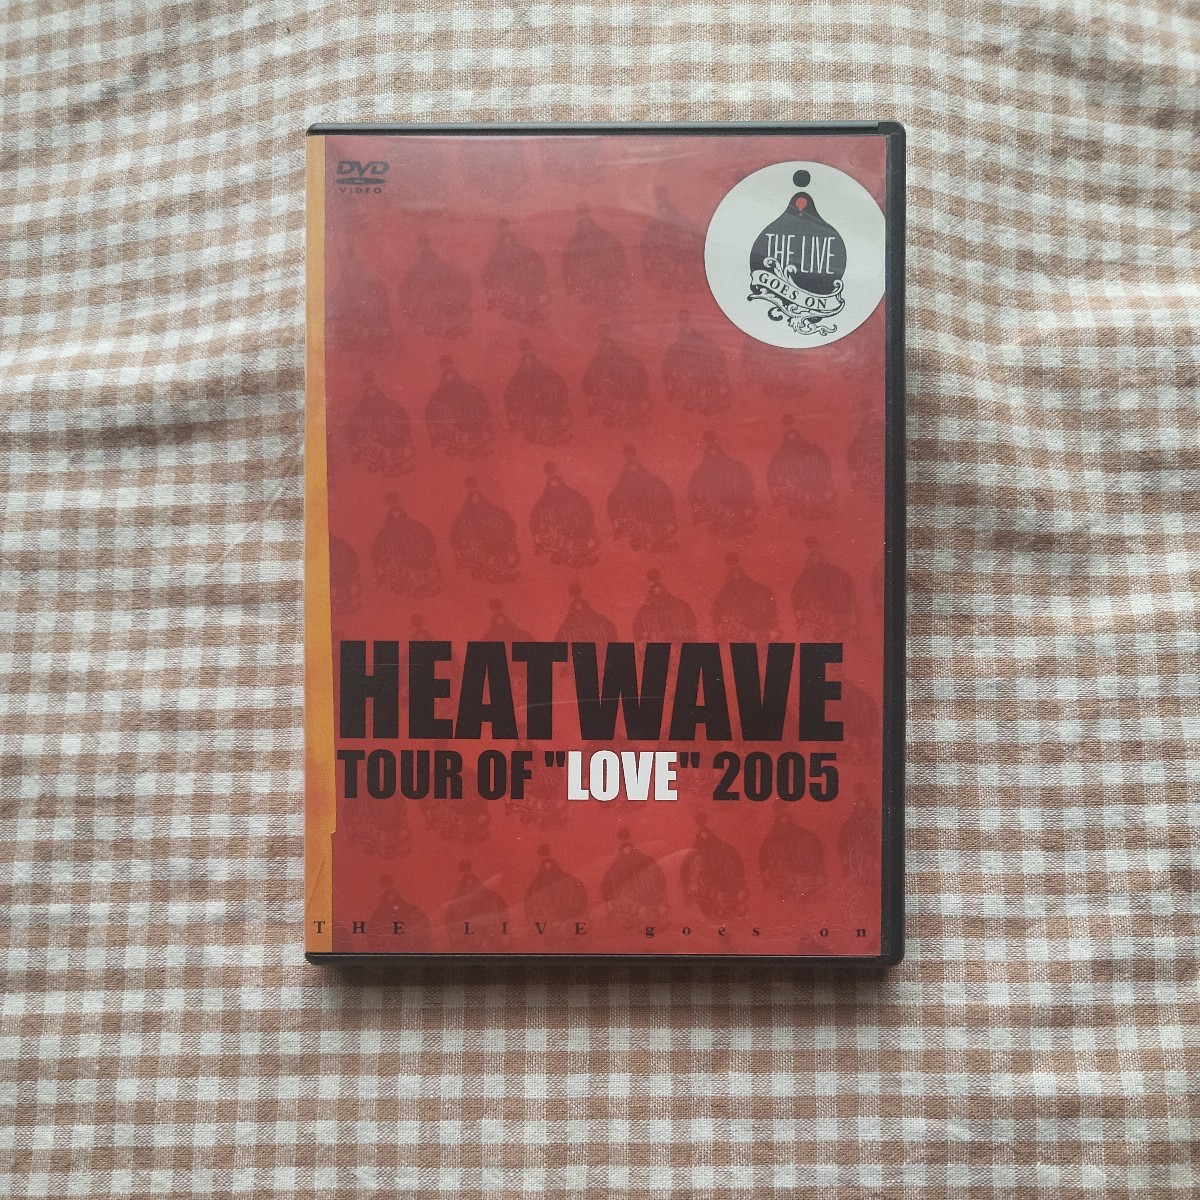 DVD
VIDEO
THE LIVE
GOES ON
HEATWAVE
TOUR OF "LOVE" 2005
THE LIVE goes on